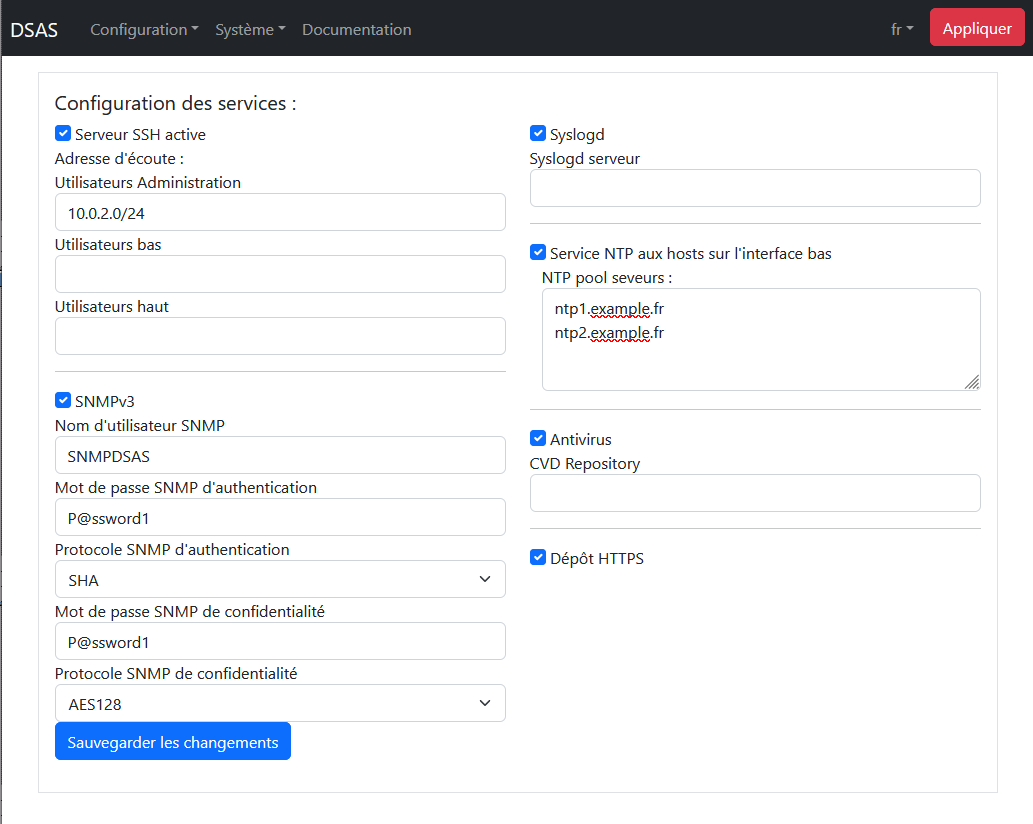 DSAS Configuration Système Documentation fr Appliquer
Configuration des services :
Serveur SSH active
Adresse d'écoute :
Utilisateurs Administration
10.0.2.0/24
Utilisateurs bas
Utilisateurs haut
SNMPv3
Nom d'utilisateur SNMP
SNMPDSAS
Mot de passe SNMP d'authentication
P@ssword1
Protocole SNMP d'authentication
SHA
Mot de passe SNMP de confidentialité
P@ssword1
Protocole SNMP de confidentialité
AES128
Sauvegarder les changements
Syslogd
Syslogd serveur
Service NTP aux hosts sur l'interface bas
NTP pool seveurs :
ntp1.example.fr
ntp2.example.fr
Antivirus
CVD Repository
Dépôt HTTPS